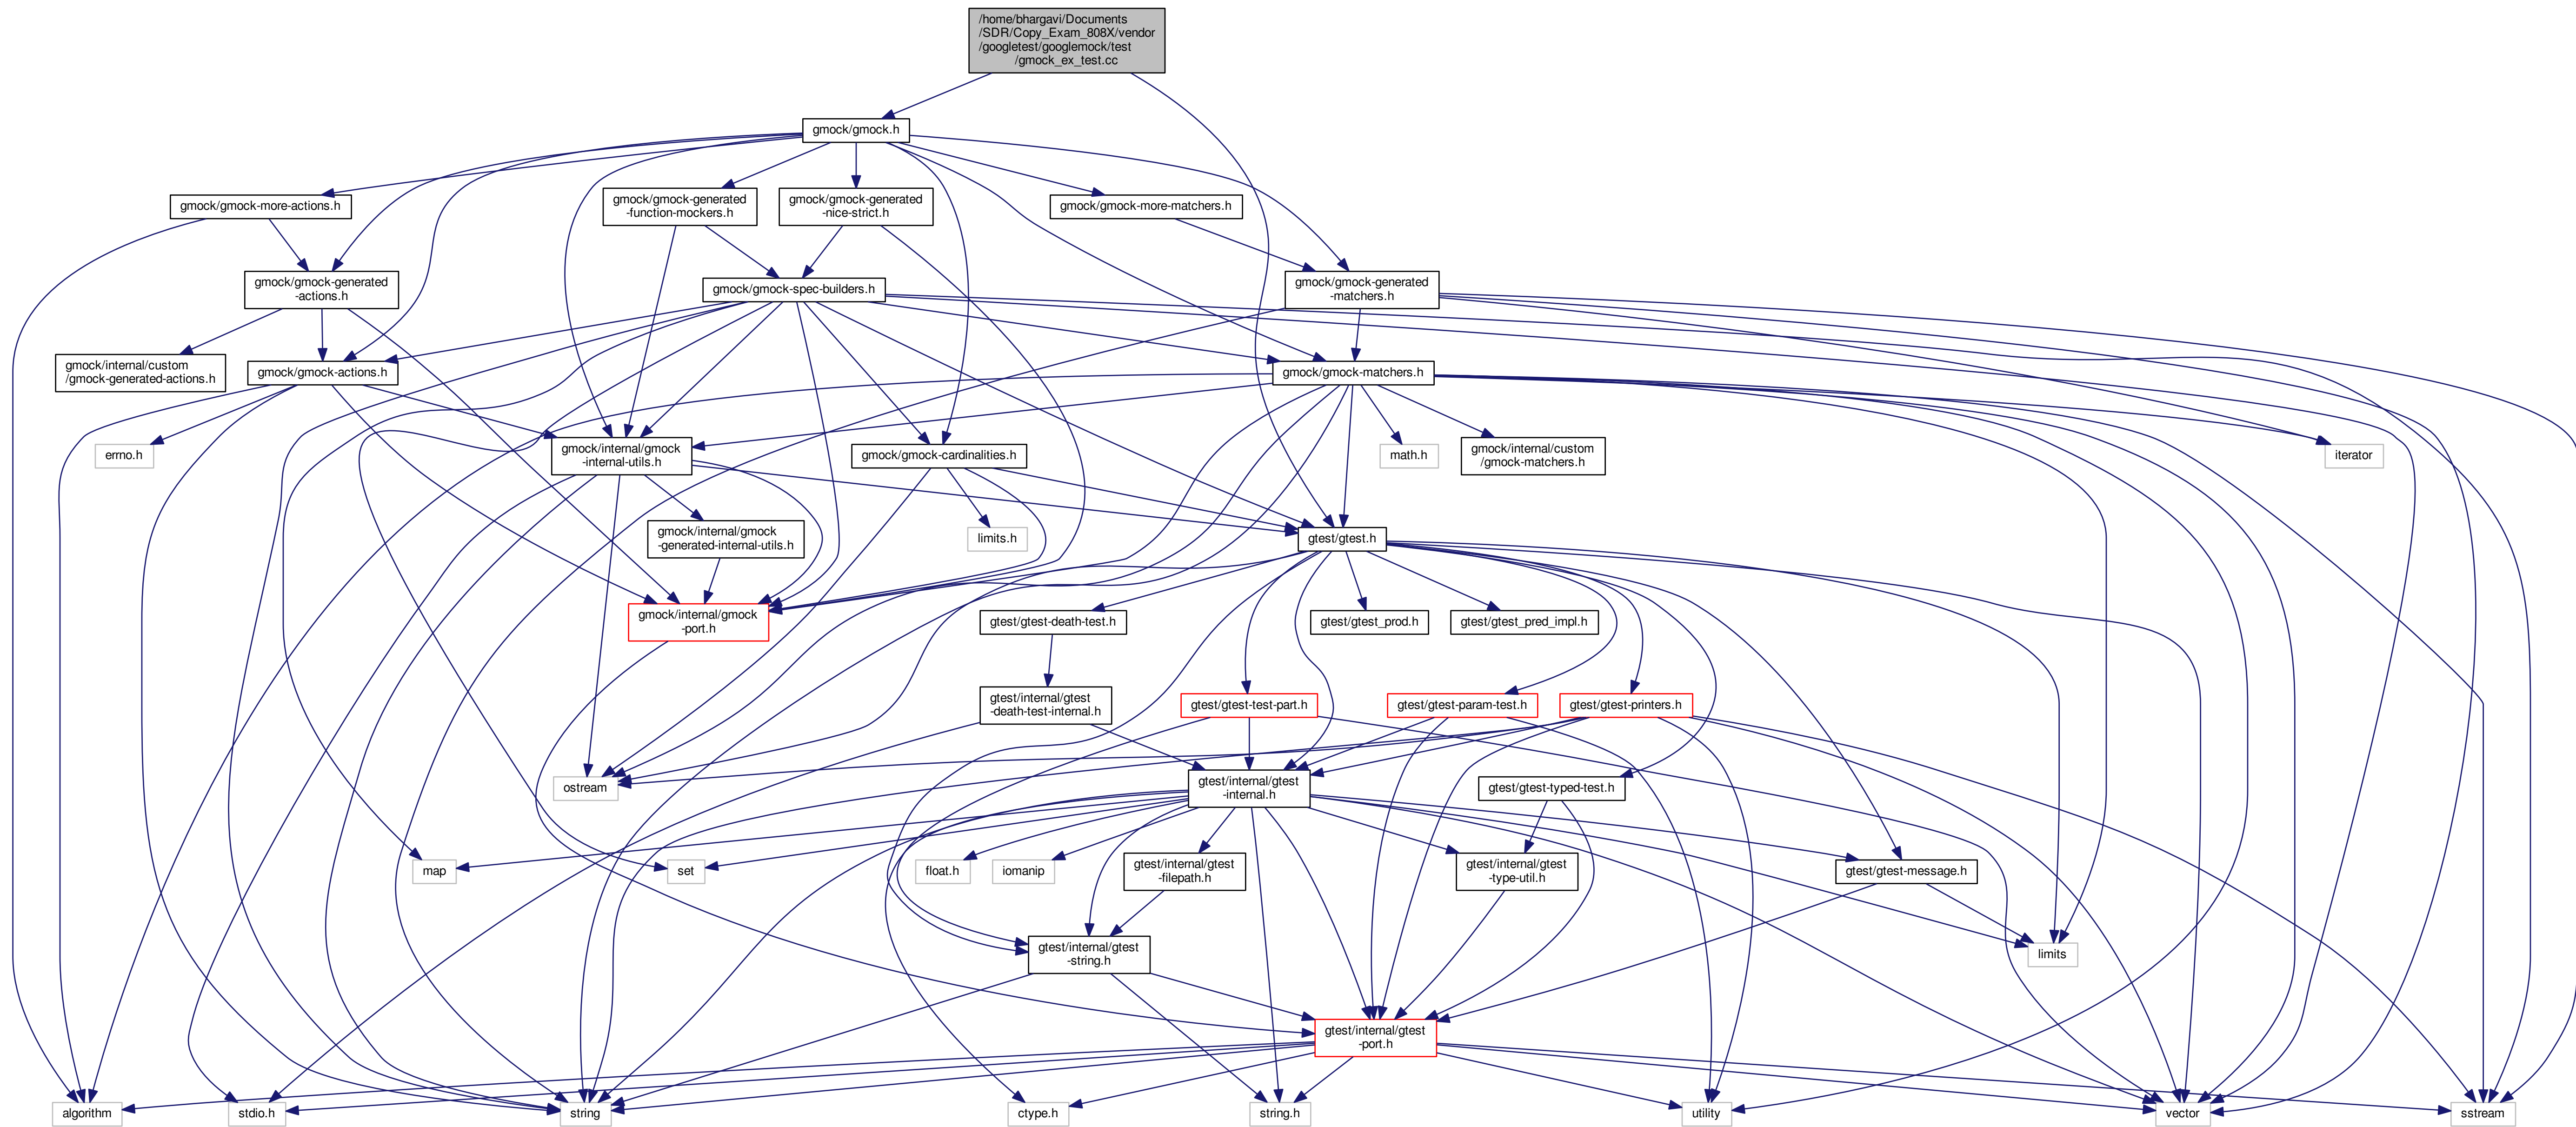 /home/bhargavi/Documents
/SDR/Copy_Exam_808X/vendor
/googletest/googlemock/test
/gmock_ex_test.cc
gmock/gmock.h
gmock/gmock-more-actions.h
gmock/gmock-generated
-function-mockers.h
gmock/gmock-generated
-nice-strict.h
gmock/gmock-more-matchers.h
gmock/gmock-generated
-actions.h
gmock/gmock-spec-builders.h
gmock/gmock-generated
-matchers.h
gmock/internal/custom
/gmock-generated-actions.h
gmock/gmock-actions.h
gmock/gmock-matchers.h
errno.h
gmock/internal/gmock
-internal-utils.h
gmock/gmock-cardinalities.h
math.h
gmock/internal/custom
/gmock-matchers.h
iterator
gmock/internal/gmock
-generated-internal-utils.h
limits.h
gtest/gtest.h
gmock/internal/gmock
-port.h
gtest/gtest-death-test.h
gtest/gtest_prod.h
gtest/gtest_pred_impl.h
gtest/internal/gtest
-death-test-internal.h
gtest/gtest-test-part.h
gtest/gtest-param-test.h
gtest/gtest-printers.h
ostream
gtest/internal/gtest
-internal.h
gtest/gtest-typed-test.h
map
set
float.h
iomanip
gtest/internal/gtest
-filepath.h
gtest/internal/gtest
-type-util.h
gtest/gtest-message.h
gtest/internal/gtest
-string.h
limits
gtest/internal/gtest
-port.h
algorithm
stdio.h
string
ctype.h
string.h
utility
vector
sstream